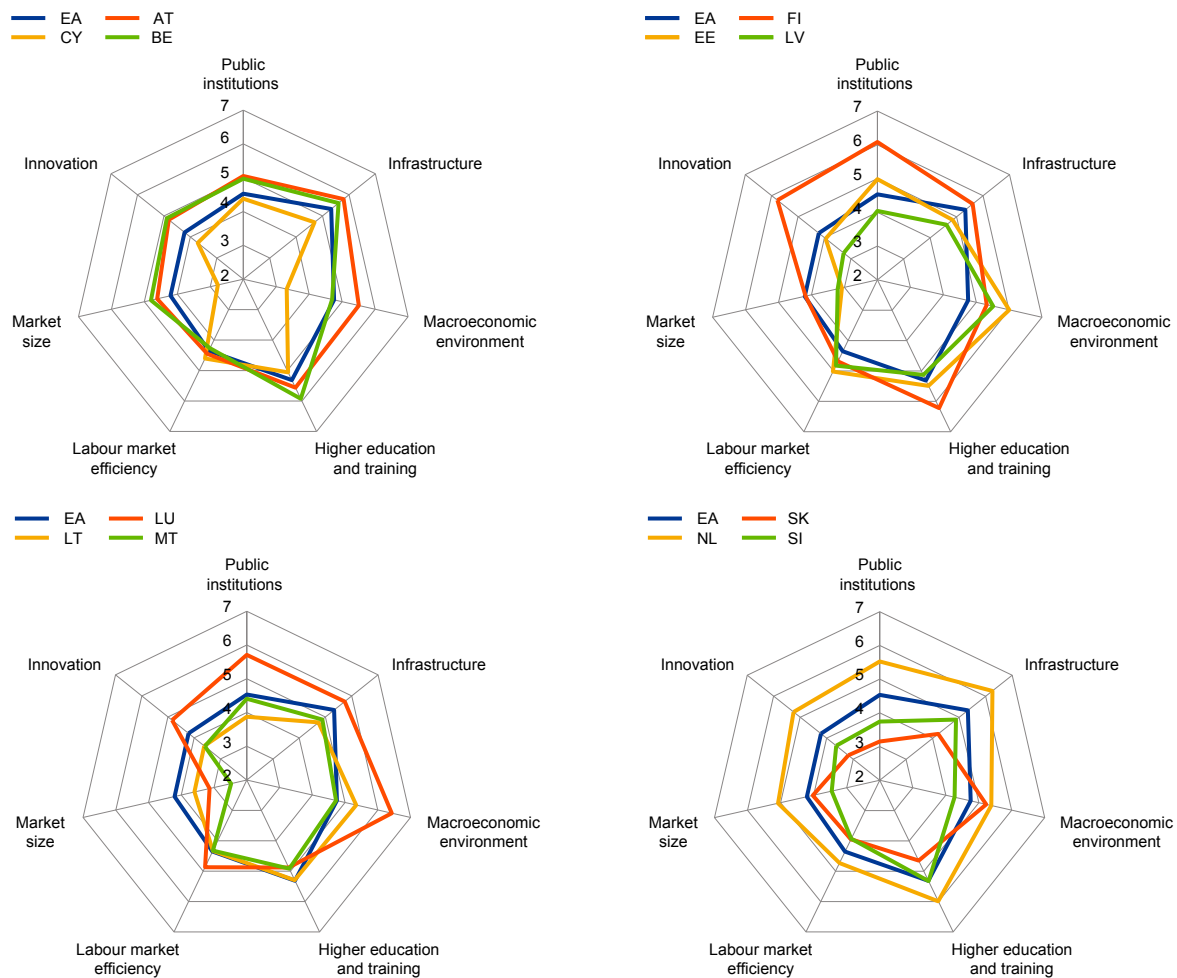 EA AT
CY BE
Public
institutions
7
6
5
4
3
2
Innovation
Infrastructure
Market
size
Macroeconomic
environment
Labour market
efficiency
Higher education
and training
EA FI
EE LV
Public
institutions
7
6
5
4
3
2
Innovation
Infrastructure
Market
size
Macroeconomic
environment
Labour market
efficiency
Higher education
and training
EA LU
LT MT
Public
institutions
7
6
5
4
3
2
Innovation
Infrastructure
Market
size
Macroeconomic
environment
Labour market
efficiency
Higher education
and training
EA SK
NL SI
Public
institutions
7
6
5
4
3
2
Innovation
Infrastructure
Market
size
Macroeconomic
environment
Labour market
efficiency
Higher education
and training